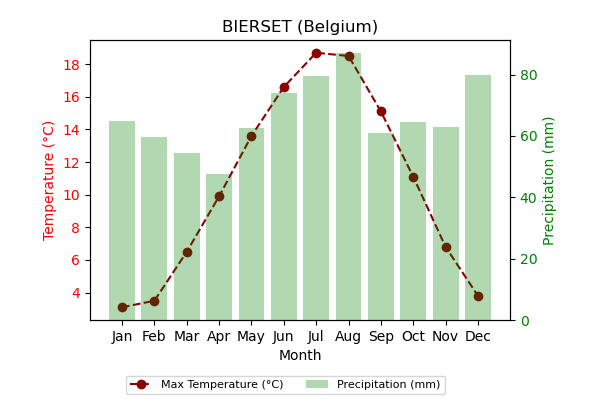 BIERSET (Belgium)
18
16
14
12
10
8
6
4
Temperature (°C)
80
60
40
20
0
Precipitation (mm)
Jan Feb Mar Apr May Jun Jul Aug Sep Oct Nov Dec
Month
Max Temperature (°C) Precipitation (mm)